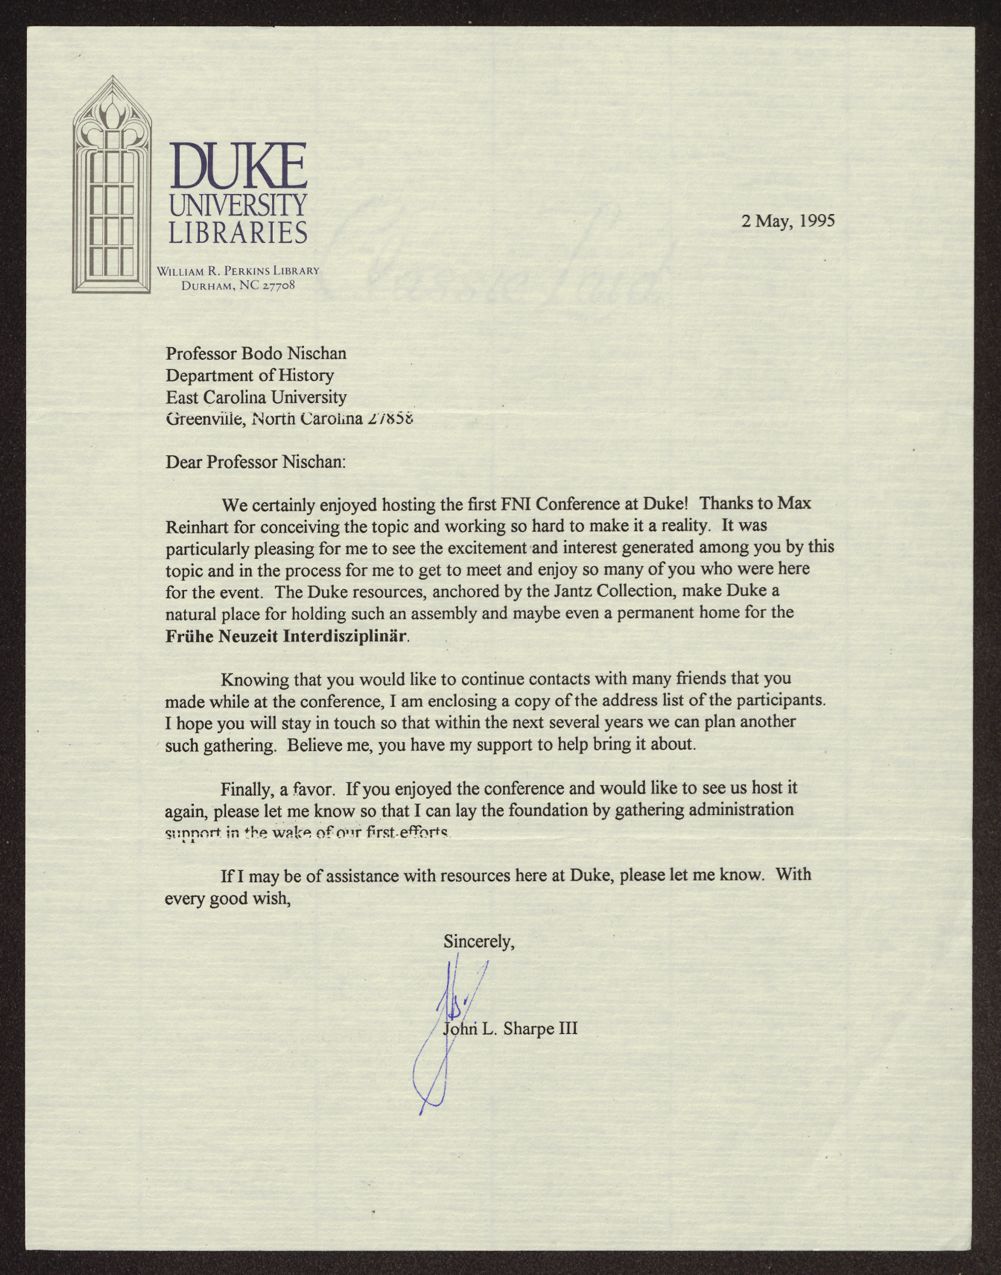 DUKE
UNIVERSITY
LIBRARIES
WILLIAM R. PERKINS LIBRARY
DURHAM, NC 27708
2 May, 1995
Professor Bodo Nischan
Department of History
East Carolina University
Greenville, North Carolina 27858
Dear Professor Nischan:
We certainly enjoyed hosting the first FNI Conference at Duke! Thanks to Max
Reinhart for conceiving the topic and working so hard to make it a reality. It was
particularly pleasing for me to see the excitement and interest generated among you by this
topic and in the process for me to get to meet and enjoy so many of you who were here
for the event. The Duke resources, anchored by the Jantz Collection, make Duke a
natural place for holding such an assembly and maybe even a permanent home for the
Frühe Neuzeit Interdisziplinär.
Knowing that you would like to continue contacts with many friends that you
made while at the conference, I am enclosing a copy of the address list of the participants.
I hope you will stay in touch so that within the next several years we can plan another
such gathering. Believe me, you have my support to help bring it about.
Finally, a favor. If you enjoyed the conference and would like to see us host it
again, please let me know so that I can lay the foundation by gathering administration
support in the wake of our first efforts.
If I may be of assistance with resources here at Duke, please let me know. With
every good wish,
Sincerely,
John L. Sharpe III